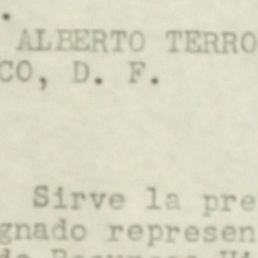 .
ALBERTO TERRO
CO, D. F.
Sirve la pre
gnado represen